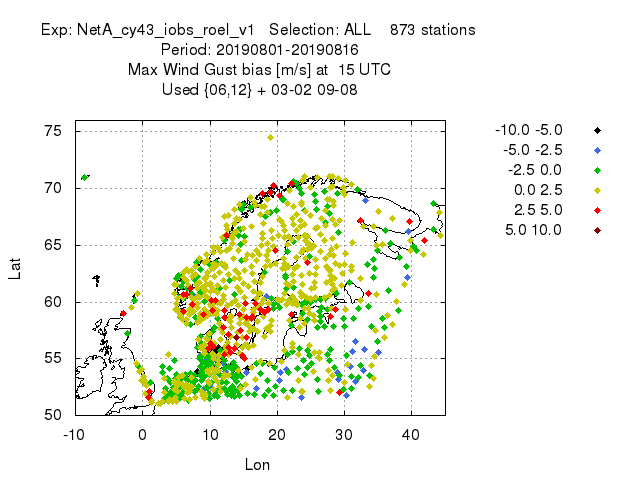 Exp: NetA_cy43_iobs_roel_v1   Selection: ALL    873 stations
Period: 20190801-20190816
Max Wind Gust bias [m/s] at  15 UTC
Used {06,12} + 03-02 09-08
-10.0 -5.0
-5.0 -2.5
-2.5 0.0
0.0 2.5
2.5 5.0
5.0 10.0
75
70
65
60
55
50
Lat
-10 0 10 20 30 40
Lon